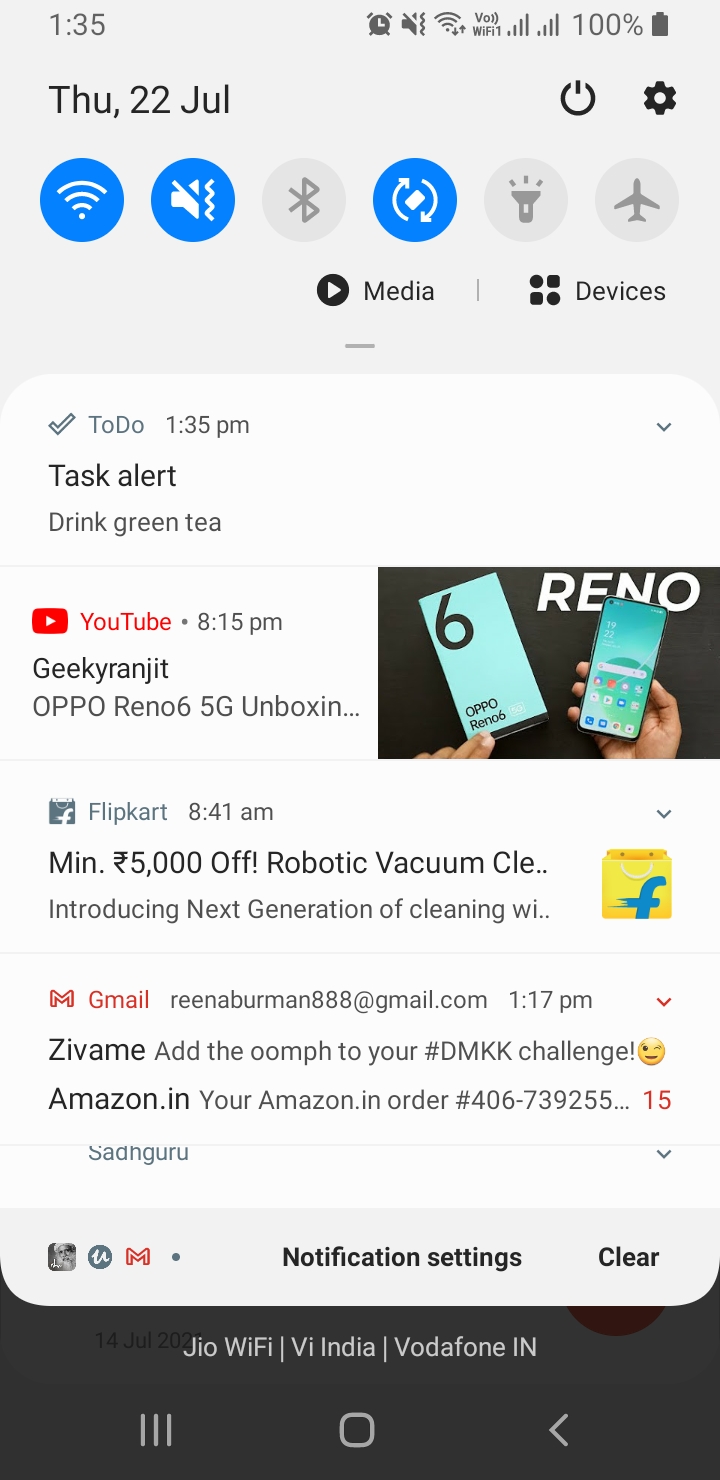 1:35
Vo)) WiFi1 100%
Thu, 22 Jul
Media | Devices
ToDo 1:35 pm
Task alert
Drink green tea
YouTube • 8:15 pm
Geekyranjit
OPPO Reno6 5G Unboxin...
RENO
6
19
22
OPPO
Reno6 5G
Flipkart 8:41 am
Min. ₹5,000 Off! Robotic Vacuum Cle..
Introducing Next Generation of cleaning wi..
Gmail reenaburman888@gmail.com 1:17 pm
Zivame Add the oomph to your #DMKK challenge!😉
Amazon.in Your Amazon.in order #406-739255... 15
Sadhguru
Notification settings Clear
14 Jul 2021
Jio WiFi | Vi India | Vodafone IN